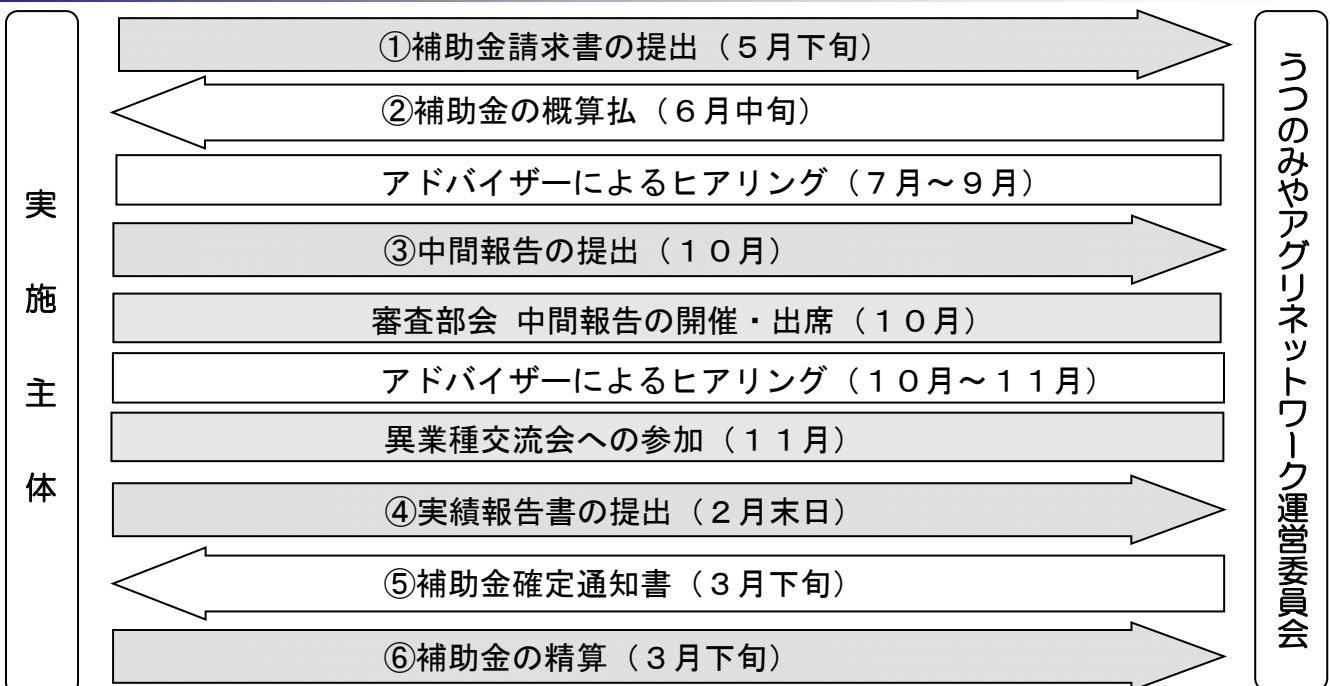 実施主体
①補助金請求書の提出（５月下旬）
②補助金の概算払（６月中旬）
アドバイザーによるヒアリング（７月～９月）
③中間報告の提出（１０月）
審査部会 中間報告の開催・出席（１０月）
アドバイザーによるヒアリング（１０月～１１月）
異業種交流会への参加（１１月）
④実績報告書の提出（２月末日）
⑤補助金確定通知書（３月下旬）
⑥補助金の精算（３月下旬）
うつのみやアグリネットワーク運営委員会